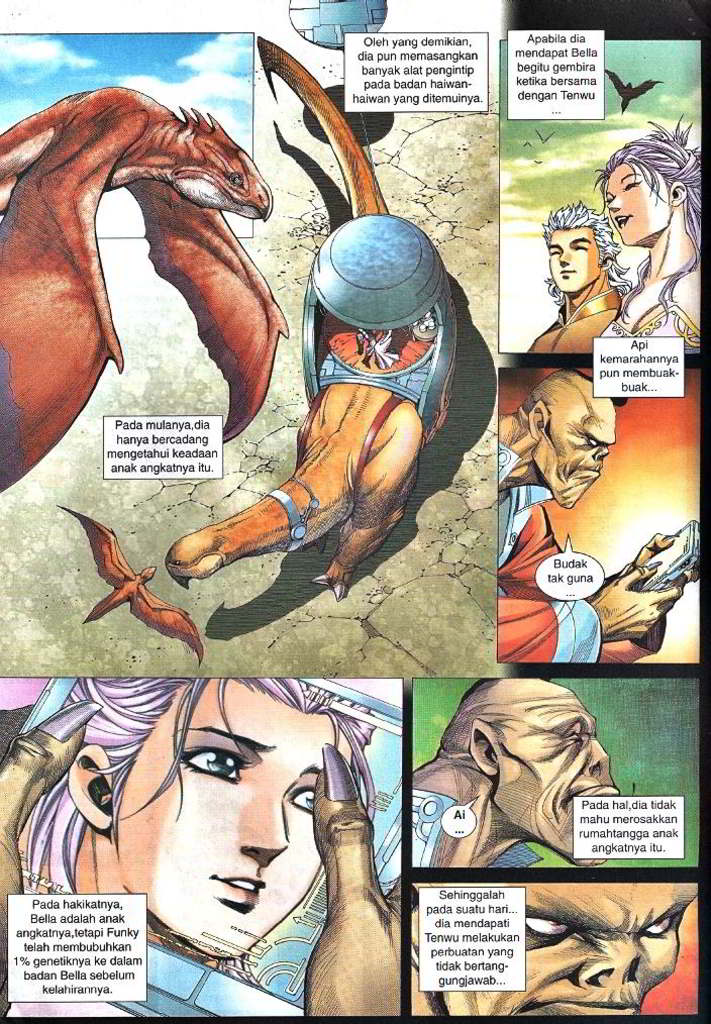 Oleh yang demikian,
dia pun memasangkan
banyak alat pengintip
pada badan haiwan-
haiwan yang ditemuinya.
Pada mulanya,dia
hanya bercadang
mengetahui keadaan
anak angkatnya itu.
Apabila dia
mendapat Bella
begitu gembira
ketika bersama
dengan Tenwu
...
Api
kemarahannya
pun membuak-
buak...
Budak
tak guna
...
Pada hakikatnya,
Bella adalah anak
angkatnya,tetapi Funky
telah membubuhkan
1% genetiknya ke dalam
badan Bella sebelum
kelahirannya.
Ai
...
Pada hal,dia tidak
mahu merosakkan
rumahtangga anak
angkatnya itu.
Sehinggalah
pada suatu hari...
dia mendapati
Tenwu melakukan
perbuatan yang
tidak bertang-
gungjawab...